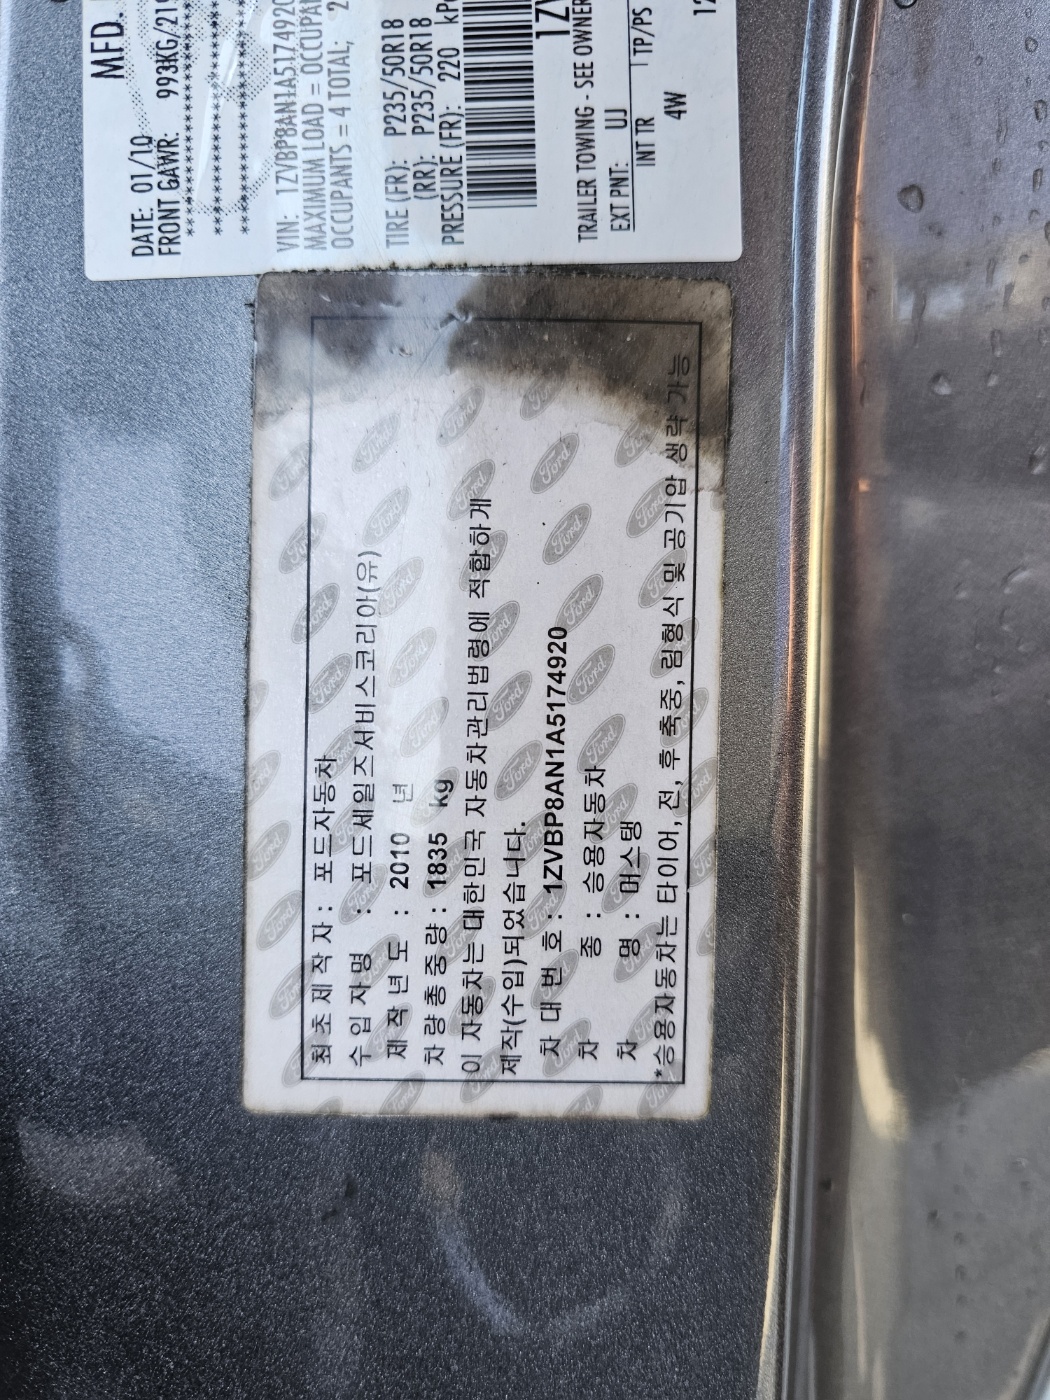 MFD.
DATE: 01/10
FRONT GAWR: 993KG/219
VIN: 1ZVBP8AN1A5174920
MAXIMUM LOAD = OCCUPA
OCCUPANTS = 4 TOTAL, 2
TIRE (FR): P235/50R18
(RR): P235/50R18
PRESSURE (FR): 220 kP
1ZV
TRAILER TOWING - SEE OWNER
EXT PNT: UJ
INT TR TP/PS
4W 12
최초제작자 : 포드자동차
수입자명 : 포드세일즈서비스코리아(유)
제작년도 : 2010 년
차량총중량 : 1835 kg
이 자동차는 대한민국 자동차관리법령에 적합하게
제작(수입)되었습니다.
차대번호 : 1ZVBP8AN1A5174920
차 종 : 승용자동차
차 명 : 머스탱
*승용자동차는 타이어, 전, 후축중, 림형식 및 공기압 생략 가능
Ford